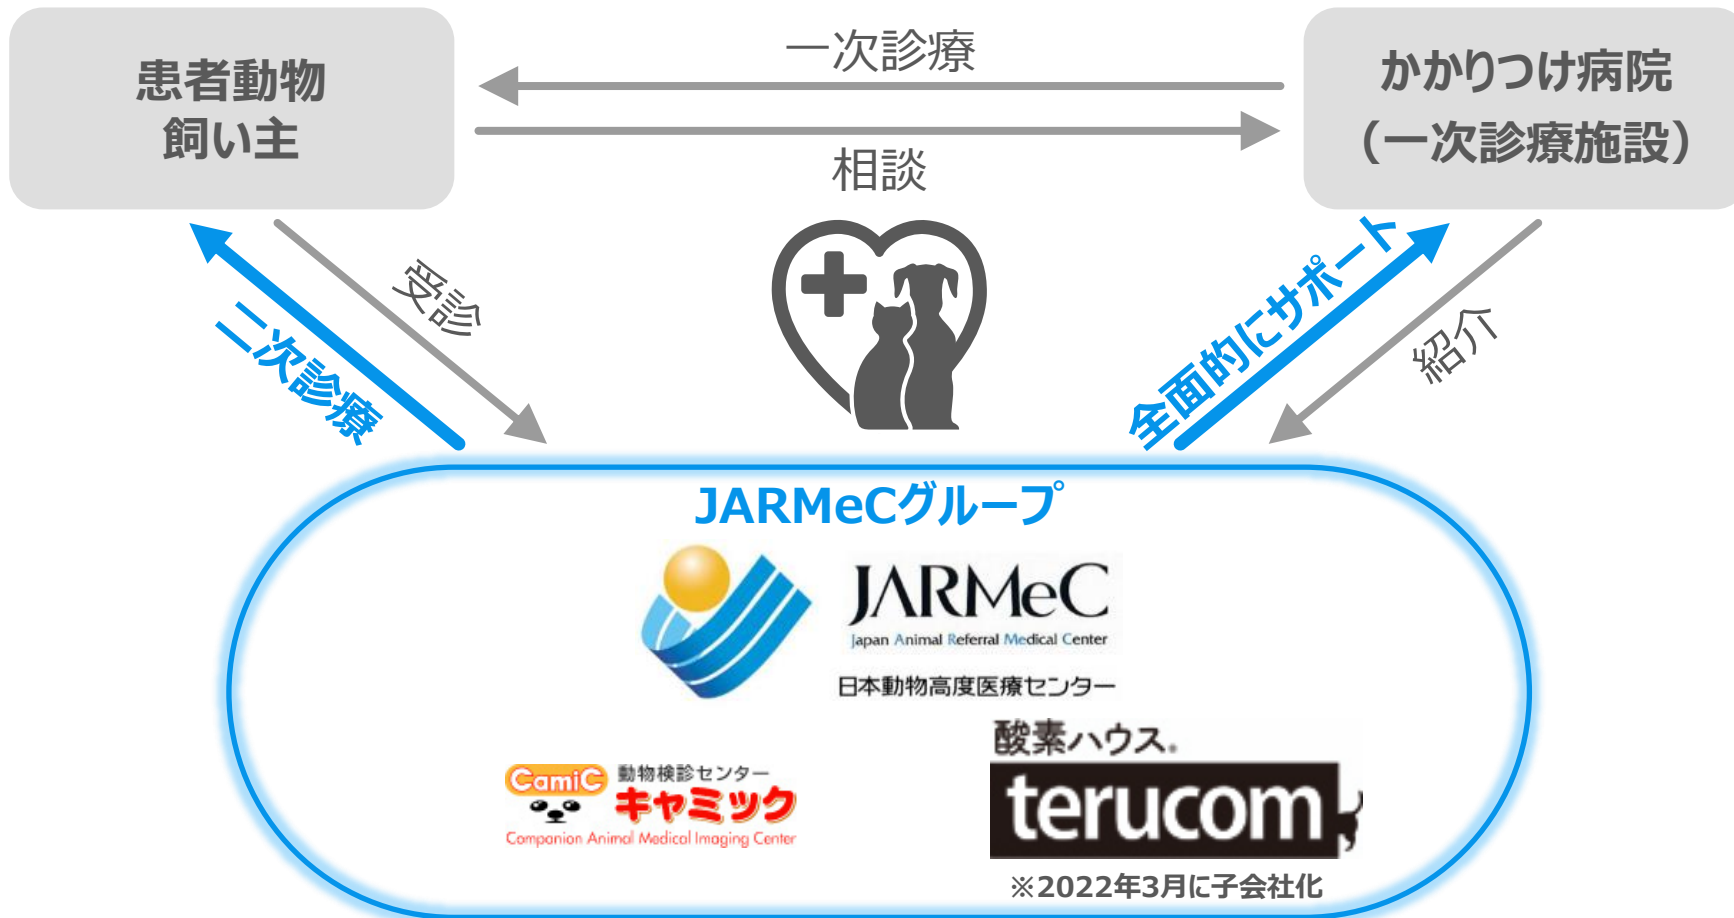 患者動物
飼い主
一次診療
相談
かかりつけ病院
（一次診療施設）
受診
二次診療
全面的にサポート
紹介
JARMeCグループ
JARMeC
Japan Animal Referral Medical Center
日本動物高度医療センター
CamiC
動物検診センター
キャミック
Companion Animal Medical Imaging Center
酸素ハウス®
terucom
※2022年3月に子会社化